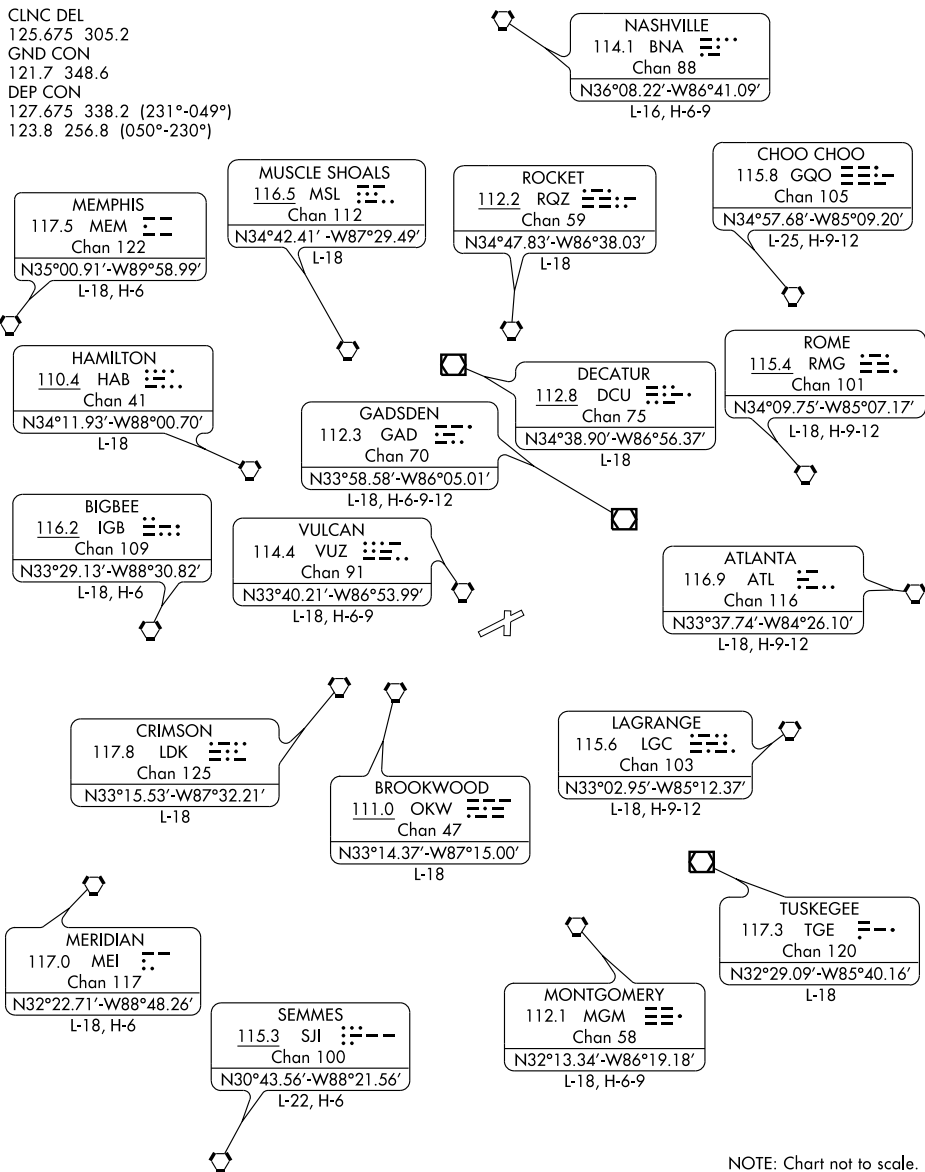 CLNC DEL
125.675 305.2
GND CON
121.7 348.6
DEP CON
127.675 338.2 (231°-049°)
123.8 256.8 (050°-230°)
NASHVILLE
114.1 BNA
Chan 88
N36°08.22′-W86°41.09′
L-16, H-6-9
CHOO CHOO
115.8 GQO
Chan 105
N34°57.68′-W85°09.20′
L-25, H-9-12
MUSCLE SHOALS
116.5 MSL
Chan 112
N34°42.41′ -W87°29.49′
L-18
ROCKET
112.2 RQZ
Chan 59
N34°47.83′-W86°38.03′
L-18
MEMPHIS
117.5 MEM
Chan 122
N35°00.91′-W89°58.99′
L-18, H-6
HAMILTON
110.4 HAB
Chan 41
N34°11.93′-W88°00.70′
L-18
DECATUR
112.8 DCU
Chan 75
N34°38.90′-W86°56.37′
L-18
ROME
115.4 RMG
Chan 101
N34°09.75′-W85°07.17′
L-18, H-9-12
GADSDEN
112.3 GAD
Chan 70
N33°58.58′-W86°05.01′
L-18, H-6-9-12
BIGBEE
116.2 IGB
Chan 109
N33°29.13′-W88°30.82′
L-18, H-6
VULCAN
114.4 VUZ
Chan 91
N33°40.21′-W86°53.99′
L-18, H-6-9
ATLANTA
116.9 ATL
Chan 116
N33°37.74′-W84°26.10′
L-18, H-9-12
CRIMSON
117.8 LDK
Chan 125
N33°15.53′-W87°32.21′
L-18
BROOKWOOD
111.0 OKW
Chan 47
N33°14.37′-W87°15.00′
L-18
LAGRANGE
115.6 LGC
Chan 103
N33°02.95′-W85°12.37′
L-18, H-9-12
TUSKEGEE
117.3 TGE
Chan 120
N32°29.09′-W85°40.16′
L-18
MERIDIAN
117.0 MEI
Chan 117
N32°22.71′-W88°48.26′
L-18, H-6
MONTGOMERY
112.1 MGM
Chan 58
N32°13.34′-W86°19.18′
L-18, H-6-9
SEMMES
115.3 SJI
Chan 100
N30°43.56′-W88°21.56′
L-22, H-6
NOTE: Chart not to scale.